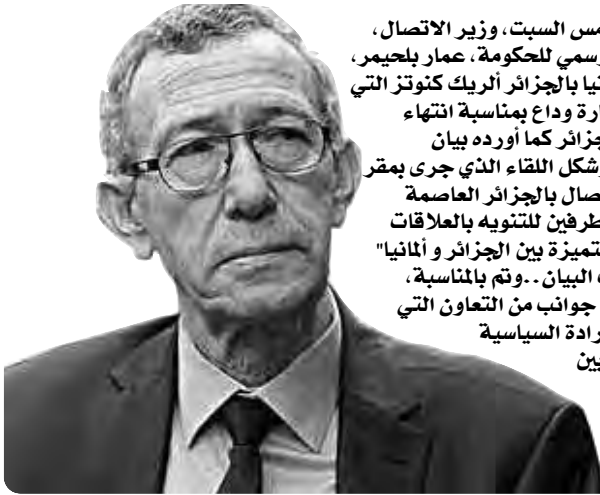 مس السبت، وزير الاتصال،
رسمي للحكومة، عمار بلحيمر،
نيا بالجزائر ألريك كنوتز التي
ارة وداع بمناسبة انتهاء
جزائر كما أورده بيان
شكل اللقاء الذي جرى بمقر
صال بالجزائر العاصمة
طرفين للتنويه بالعلاقات
تميزة بين الجزائر و ألمانيا"
البيان..وتم بالمناسبة،
جوانب من التعاون التي
رادة السياسية
ين